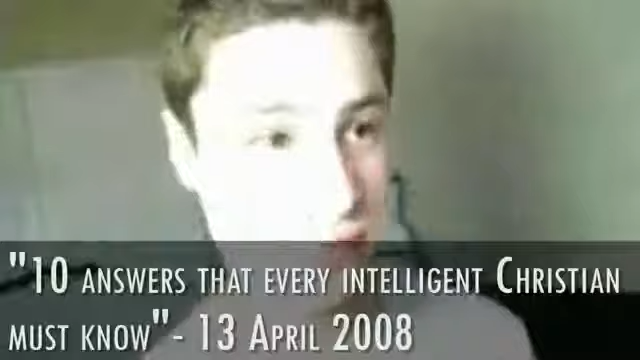 "10 answers that every intelligent Christian
must know"- 13 April 2008